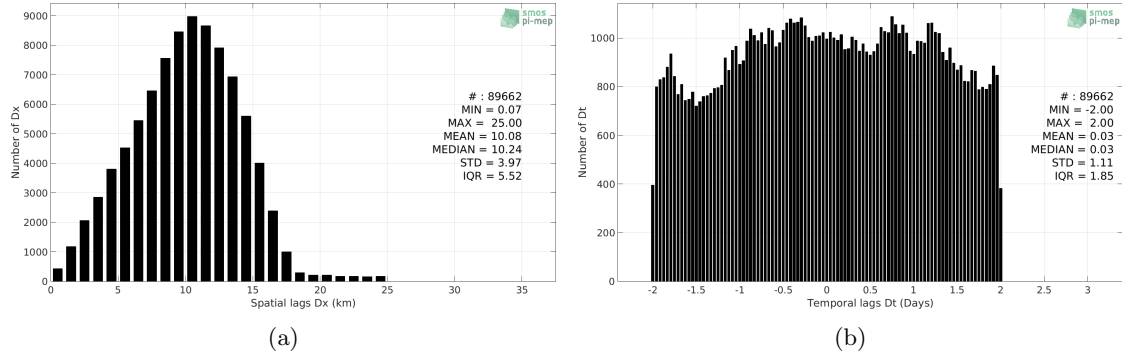 9000
8000
7000
6000
5000
4000
3000
2000
1000
0
Number of Dx
0 5 10 15 20 25 30 35
Spatial lags Dx (km)
smos
pi-mep
# : 89662
MIN = 0.07
MAX = 25.00
MEAN = 10.08
MEDIAN = 10.24
STD = 3.97
IQR = 5.52
(a)
1000
800
600
400
200
0
Number of Dt
-2 -1.5 -1 -0.5 0 0.5 1 1.5 2 2.5 3
Temporal lags Dt (Days)
smos
pi-mep
# : 89662
MIN = -2.00
MAX = 2.00
MEAN = 0.03
MEDIAN = 0.03
STD = 1.11
IQR = 1.85
(b)